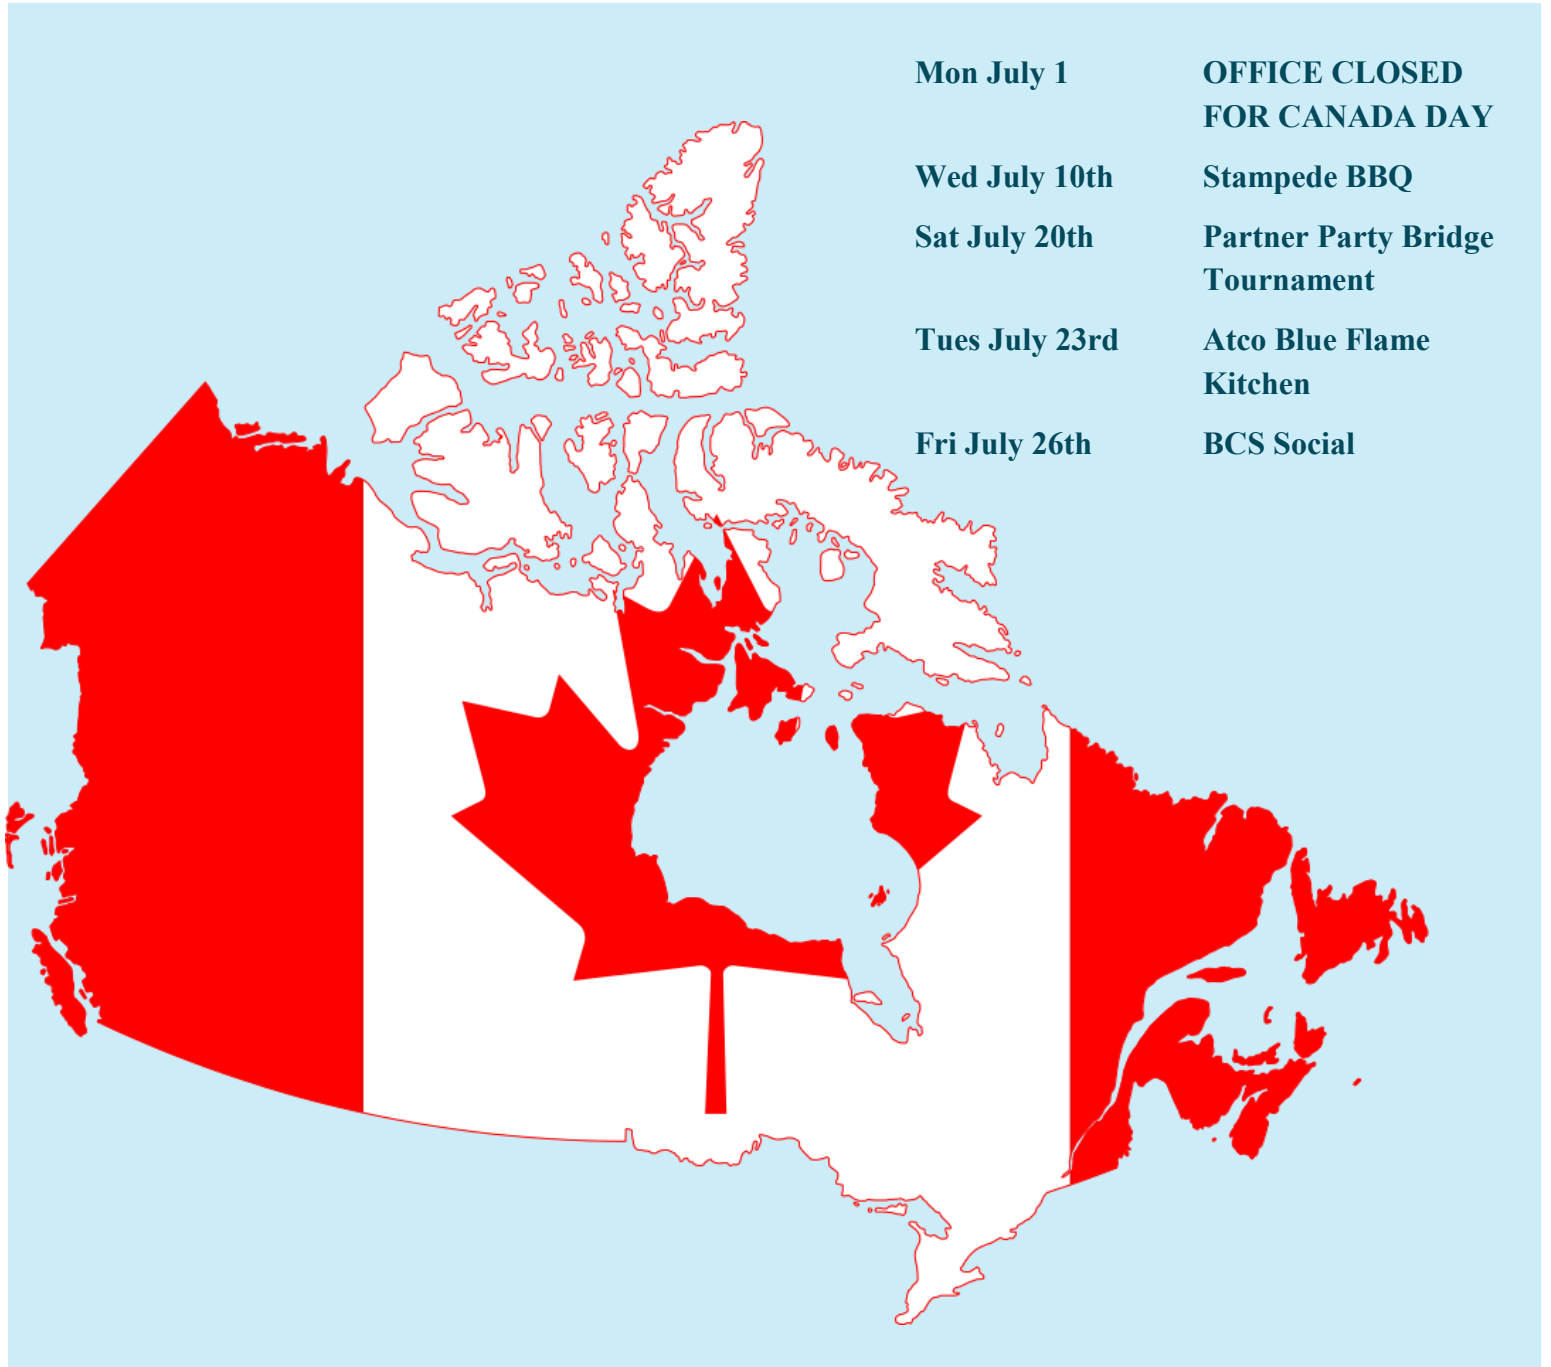 Mon July 1 OFFICE CLOSED
FOR CANADA DAY
Wed July 10th Stampede BBQ
Sat July 20th Partner Party Bridge
Tournament
Tues July 23rd Atco Blue Flame
Kitchen
Fri July 26th BCS Social